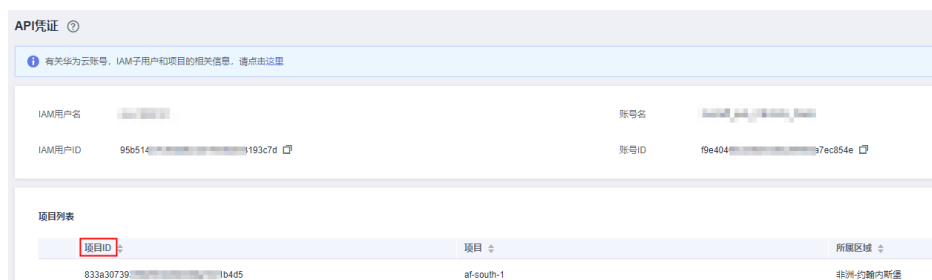 API凭证
有关华为云账号，IAM子用户和项目的相关信息，请点击这里
IAM用户名 账号名
IAM用户ID 95b514 4193c7d 账号ID f9e404 a7ec854e
项目列表
项目ID 项目 所属区域
833a30739 1b4d5 af-south-1 非洲-约翰内斯堡